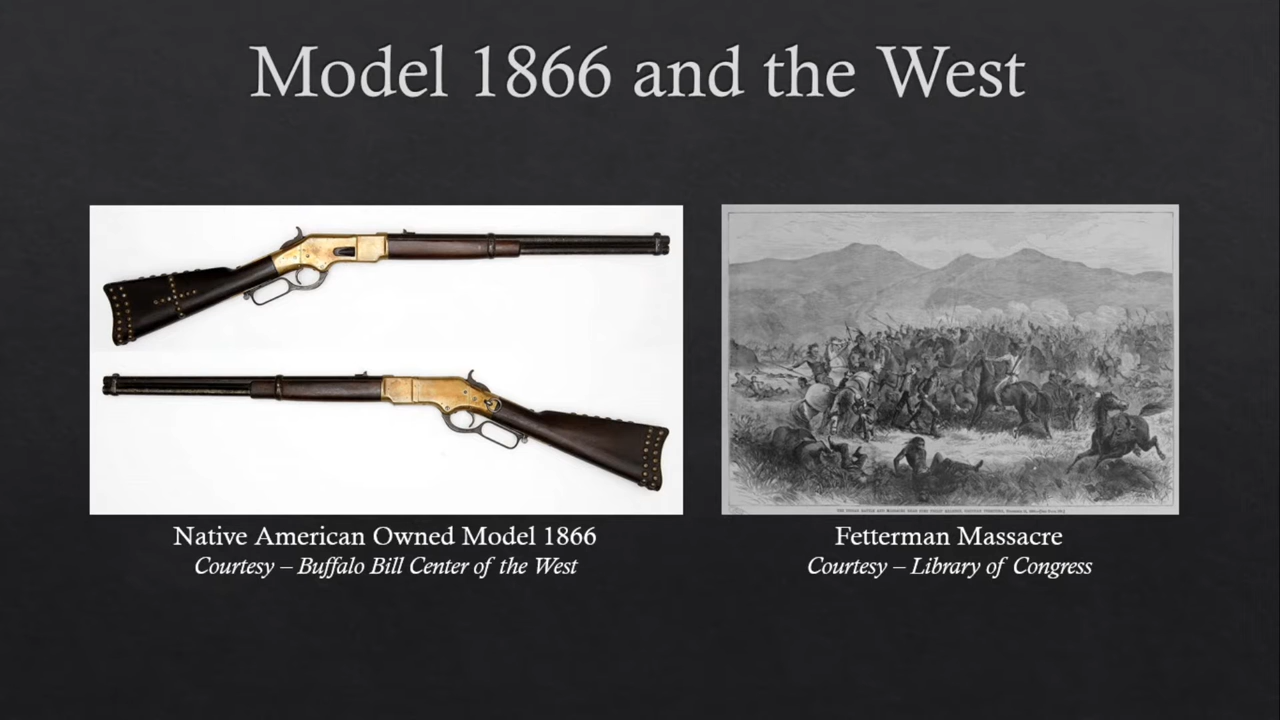 Model 1866 and the West
Native American Owned Model 1866
Courtesy – Buffalo Bill Center of the West
Fetterman Massacre
Courtesy – Library of Congress